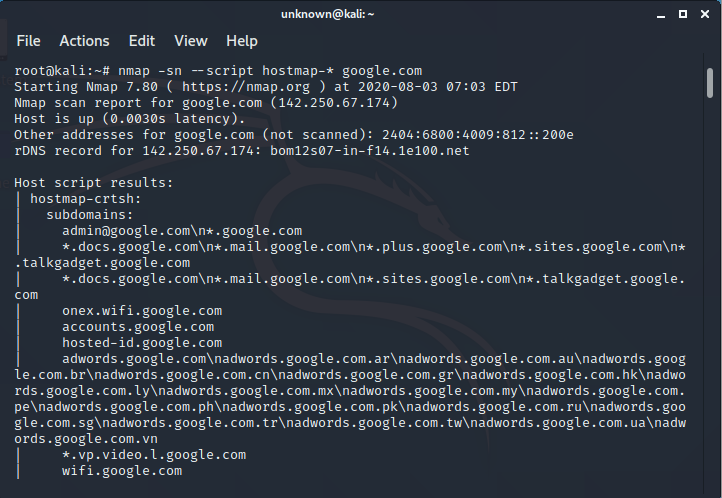 unknown@kali: ~
File Actions Edit View Help
root@kali:~# nmap -sn --script hostmap-* google.com
Starting Nmap 7.80 ( https://nmap.org ) at 2020-08-03 07:03 EDT
Nmap scan report for google.com (142.250.67.174)
Host is up (0.0030s latency).
Other addresses for google.com (not scanned): 2404:6800:4009:812::200e
rDNS record for 142.250.67.174: bom12s07-in-f14.1e100.net
Host script results:
| hostmap-crtsh:
|   subdomains:
|     admin@google.com\n*.google.com
|     *.docs.google.com\n*.mail.google.com\n*.plus.google.com\n*.sites.google.com\n*
.talkgadget.google.com
|     *.docs.google.com\n*.mail.google.com\n*.sites.google.com\n*.talkgadget.google.
com
|     onex.wifi.google.com
|     accounts.google.com
|     hosted-id.google.com
|     adwords.google.com\nadwords.google.com.ar\nadwords.google.com.au\nadwords.goog
le.com.br\nadwords.google.com.cn\nadwords.google.com.gr\nadwords.google.com.hk\nadwo
rds.google.com.ly\nadwords.google.com.mx\nadwords.google.com.my\nadwords.google.com.
pe\nadwords.google.com.ph\nadwords.google.com.pk\nadwords.google.com.ru\nadwords.goo
gle.com.sg\nadwords.google.com.tr\nadwords.google.com.tw\nadwords.google.com.ua\nadw
ords.google.com.vn
|     *.vp.video.l.google.com
|     wifi.google.com